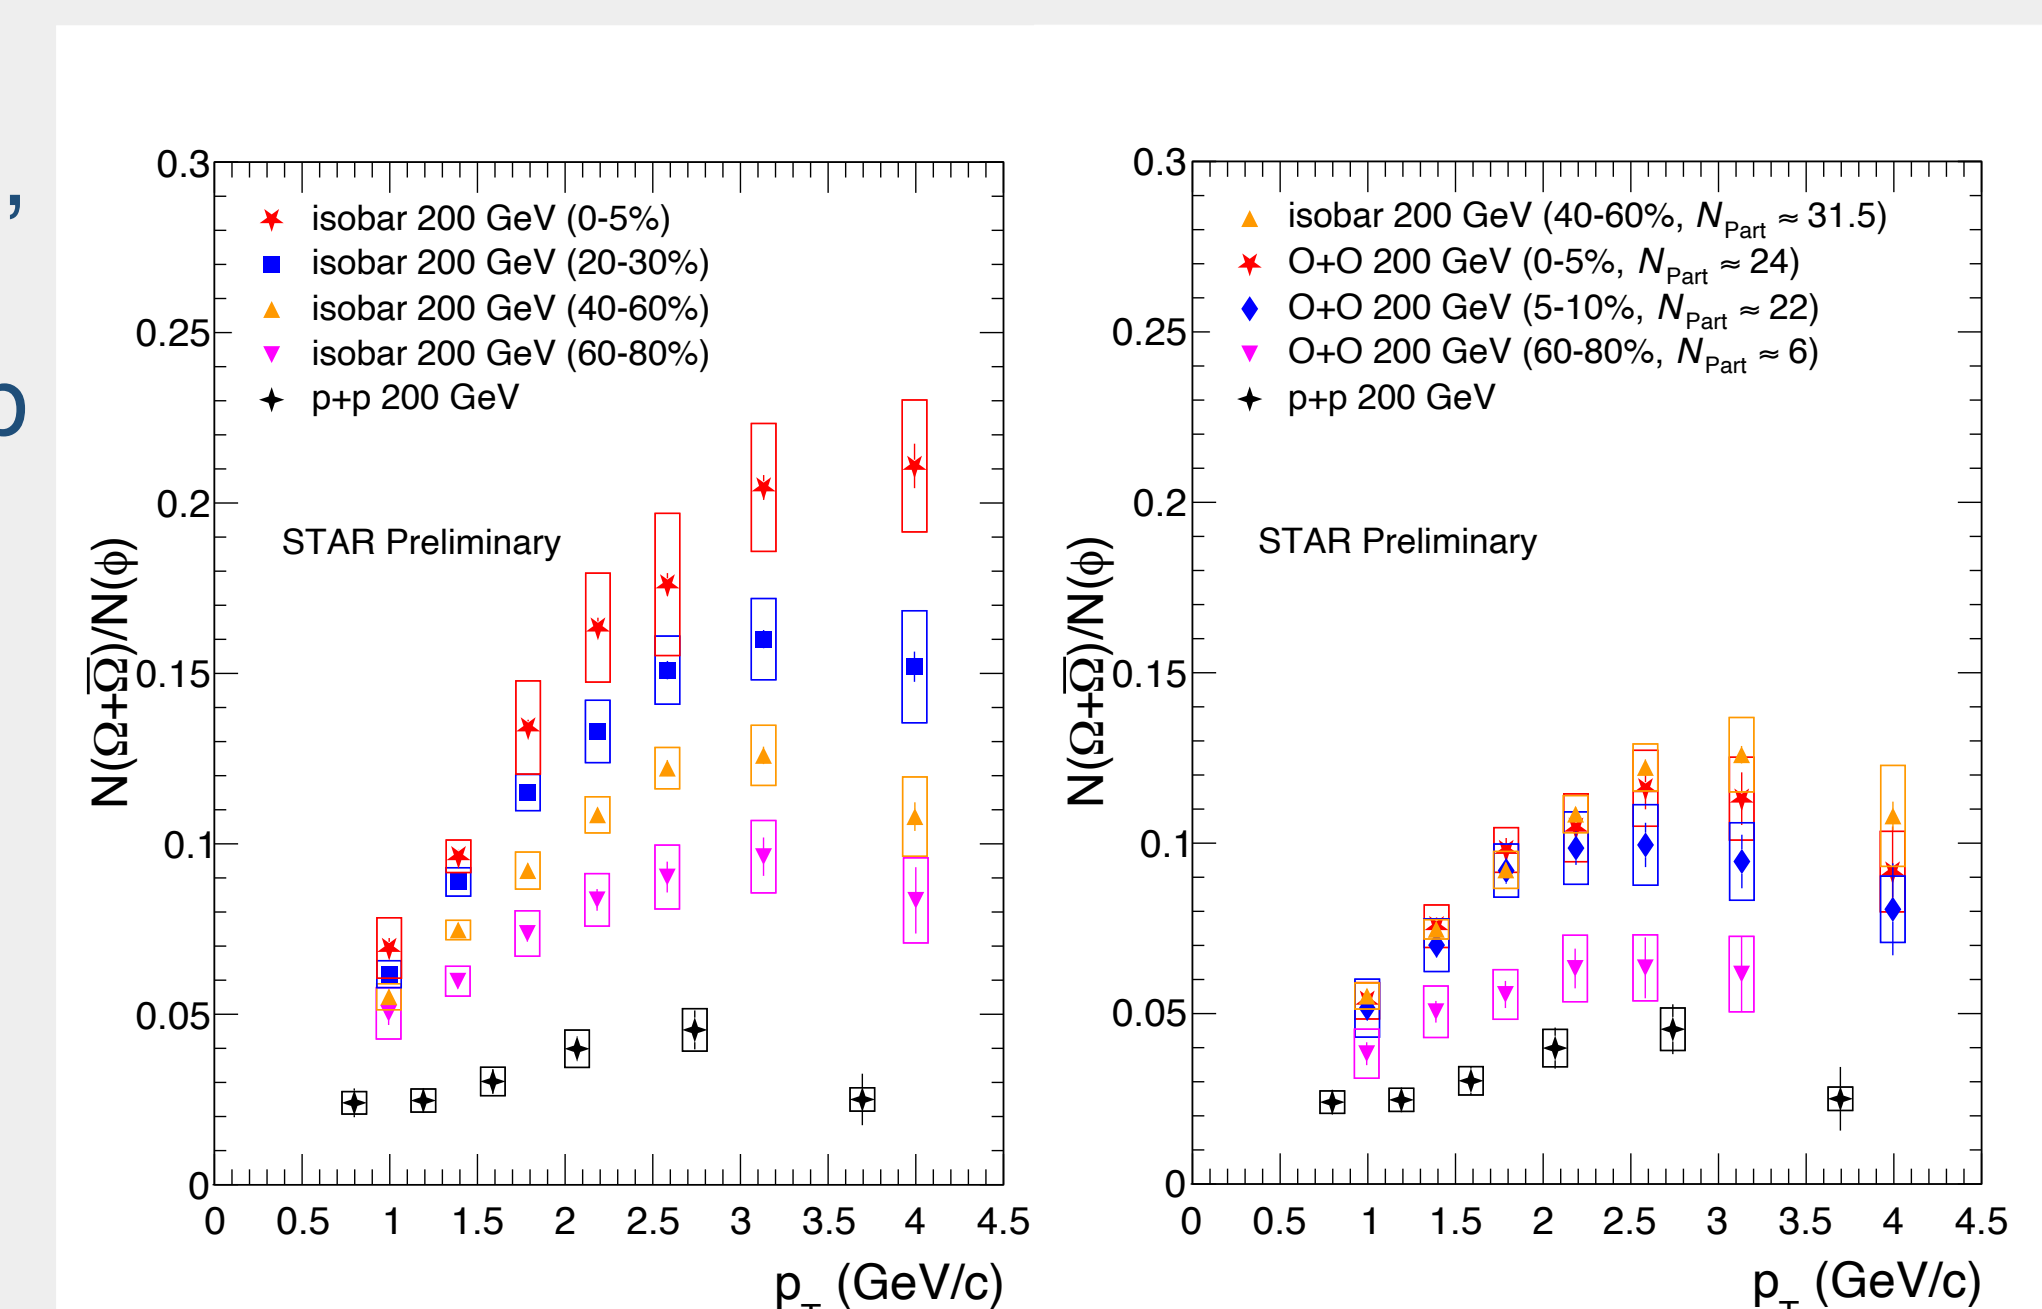 ,
p
0.3
0.25
0.2
0.15
0.1
0.05
0
isobar 200 GeV (0-5%)
isobar 200 GeV (20-30%)
isobar 200 GeV (40-60%)
isobar 200 GeV (60-80%)
p+p 200 GeV
STAR Preliminary
N(Ω+Ω̅)/N(ϕ)
0 0.5 1 1.5 2 2.5 3 3.5 4 4.5
p_T (GeV/c)
0.3
0.25
0.2
0.15
0.1
0.05
0
isobar 200 GeV (40-60%, N_Part ≈ 31.5)
O+O 200 GeV (0-5%, N_Part ≈ 24)
O+O 200 GeV (5-10%, N_Part ≈ 22)
O+O 200 GeV (60-80%, N_Part ≈ 6)
p+p 200 GeV
STAR Preliminary
N(Ω+Ω̅)/N(ϕ)
0 0.5 1 1.5 2 2.5 3 3.5 4 4.5
p_T (GeV/c)